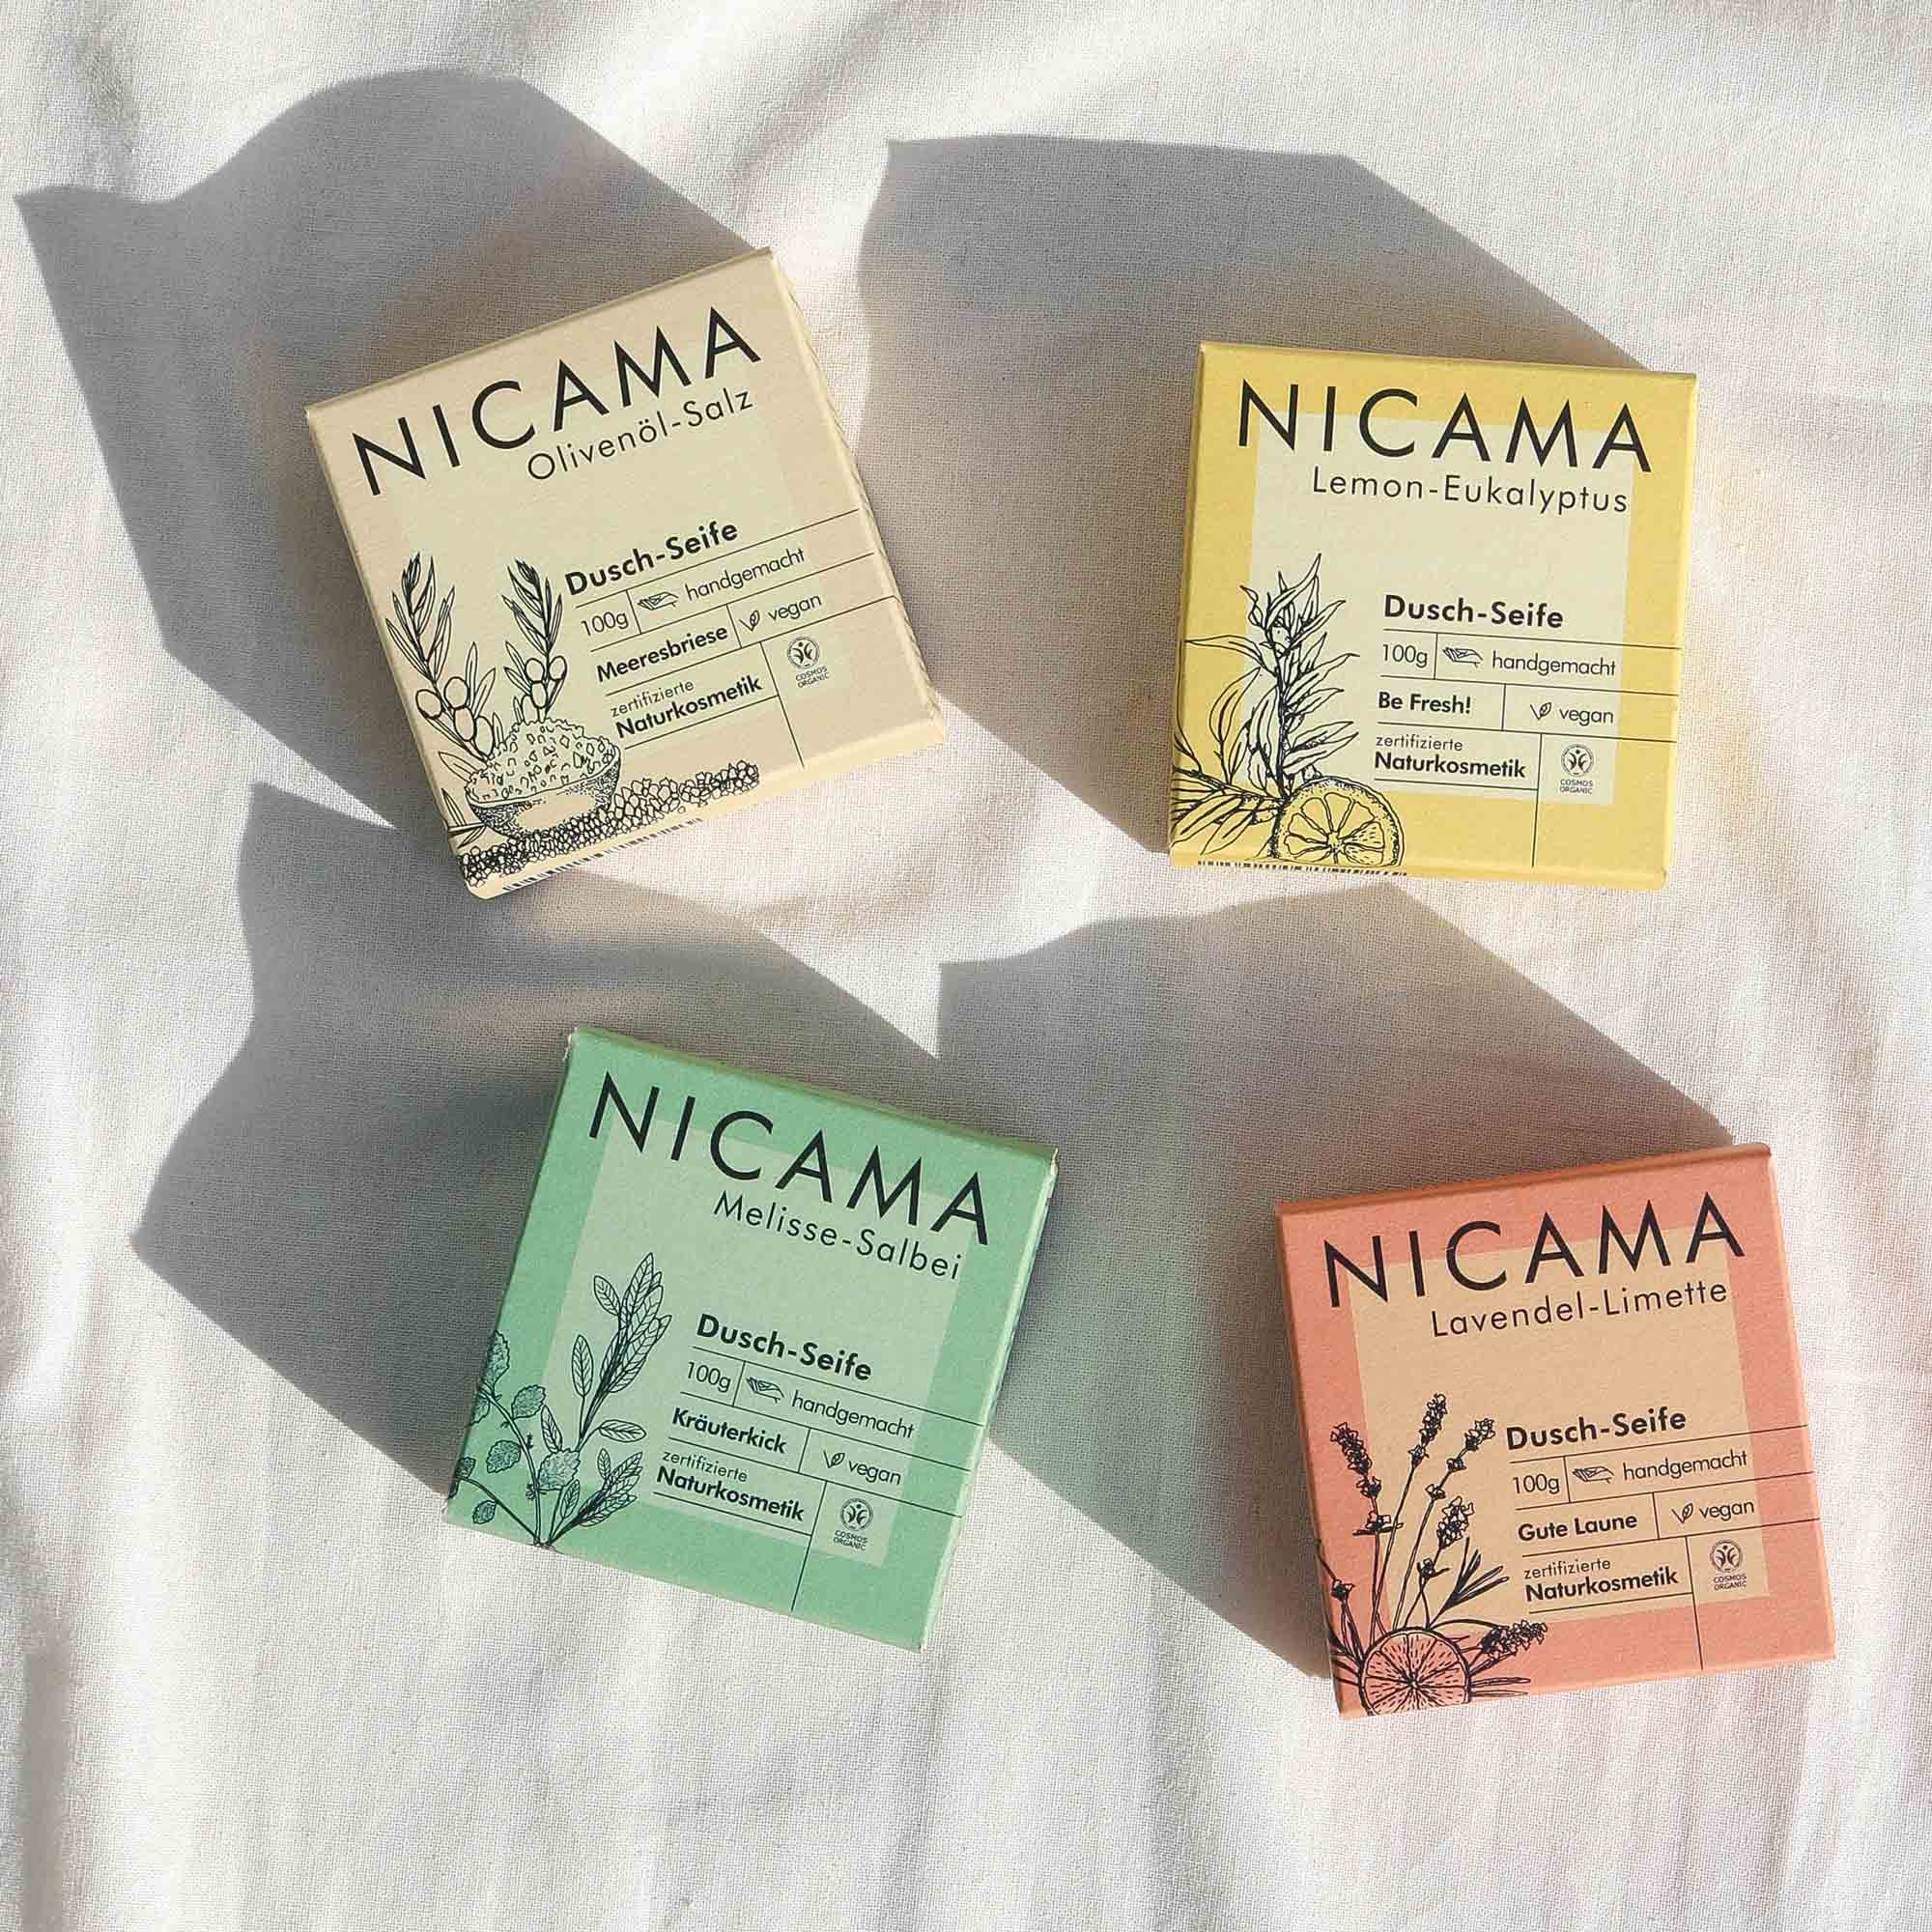 NICAMA
Olivenöl-Salz
Dusch-Seife
100g handgemacht
Meeresbriese vegan
zertifizierte
Naturkosmetik
COSMOS
ORGANIC
NICAMA
Lemon-Eukalyptus
Dusch-Seife
100g handgemacht
Be Fresh! vegan
zertifizierte
Naturkosmetik
COSMOS
ORGANIC
NICAMA
Melisse-Salbei
Dusch-Seife
100g handgemacht
Kräuterkick vegan
zertifizierte
Naturkosmetik
COSMOS
ORGANIC
NICAMA
Lavendel-Limette
Dusch-Seife
100g handgemacht
Gute Laune vegan
zertifizierte
Naturkosmetik
COSMOS
ORGANIC